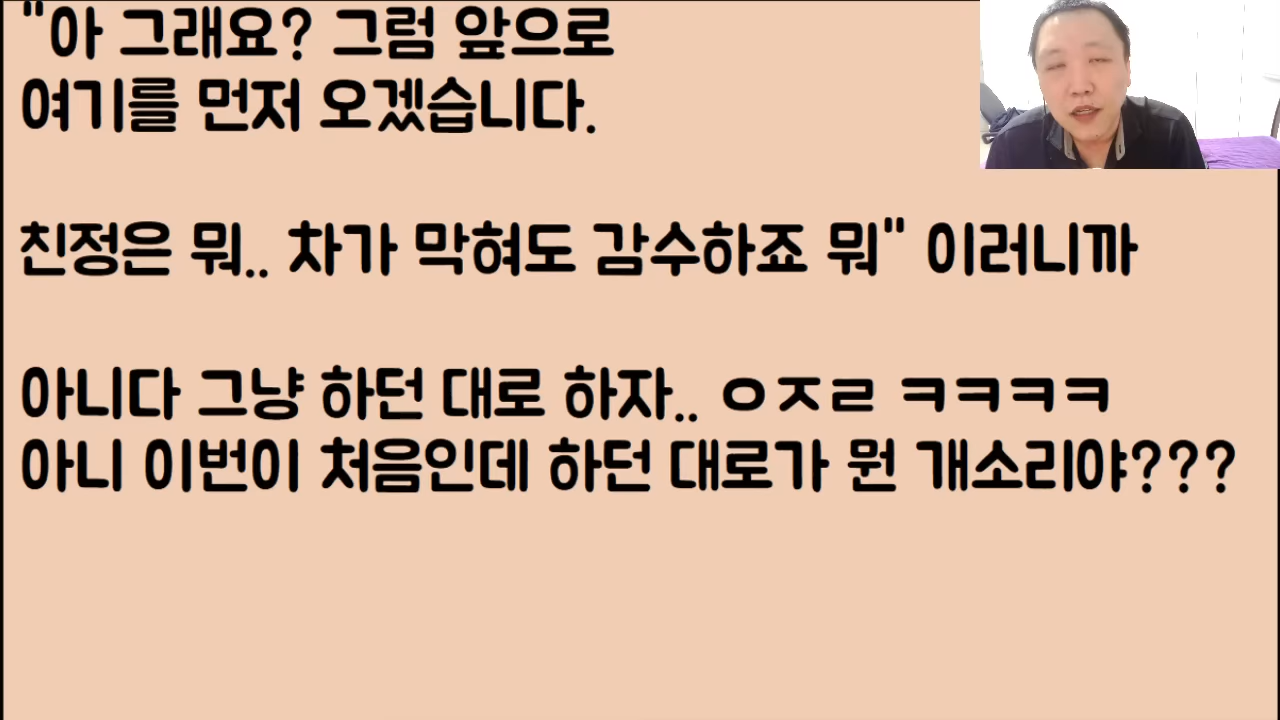 "아 그래요? 그럼 앞으로
여기를 먼저 오겠습니다.
친정은 뭐.. 차가 막혀도 감수하죠 뭐" 이러니까
아니다 그냥 하던 대로 하자.. ㅇㅈㄹ ㅋㅋㅋㅋ
아니 이번이 처음인데 하던 대로가 뭔 개소리야???